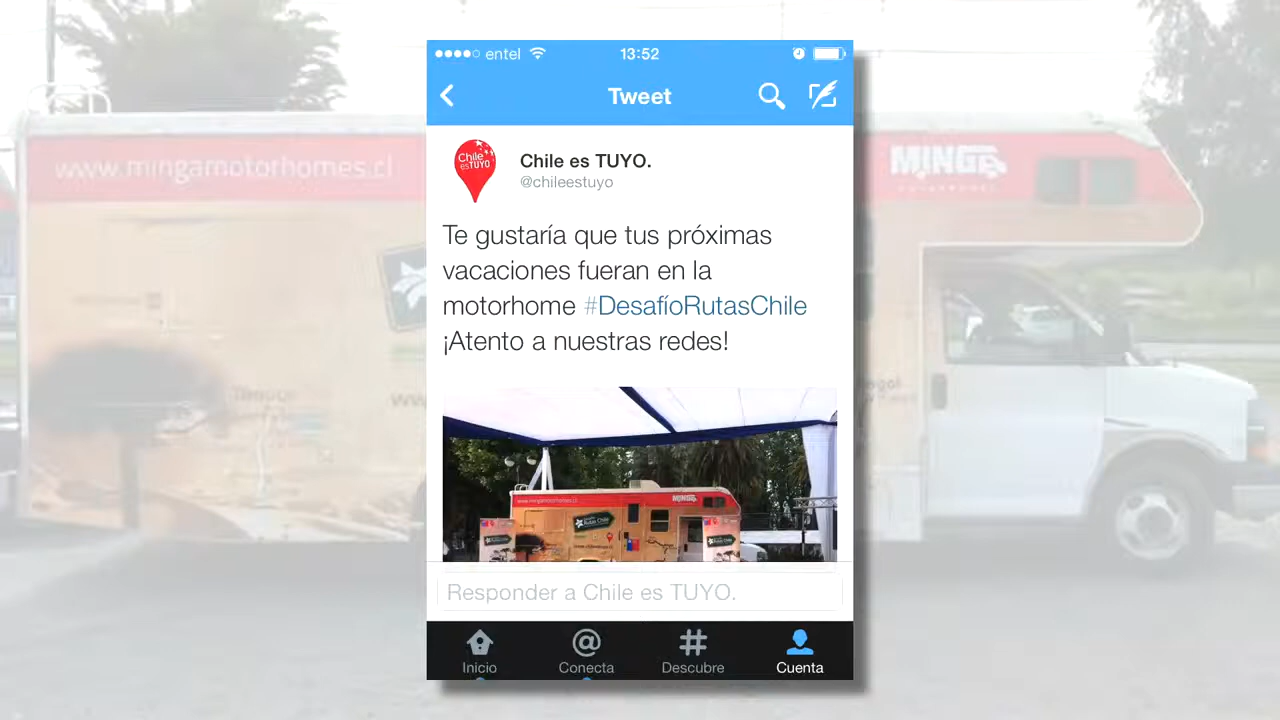 entel
13:52
Tweet
Chile
esTUYO
Chile es TUYO.
@chileestuyo
Te gustaría que tus próximas
vacaciones fueran en la
motorhome #DesafíoRutasChile
¡Atento a nuestras redes!
www.mingamotorhomes.cl
MINGA
www.mingamotorhomes.cl
MINGA
Rutas Chile
Responder a Chile es TUYO.
Inicio
Conecta
Descubre
Cuenta